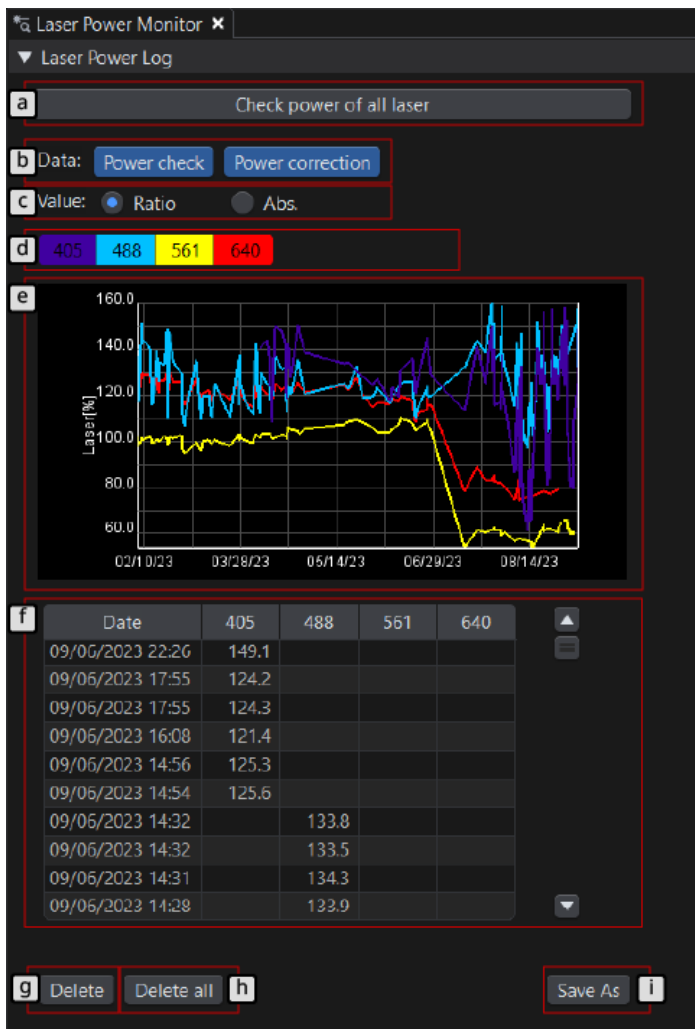 Laser Power Monitor ×
Laser Power Log
a Check power of all laser
b Data: Power check Power correction
c Value: Ratio Abs.
d 405 488 561 640
e
160.0
140.0
120.0
100.0
80.0
60.0
Laser[%]
02/10/23 03/28/23 05/14/23 06/29/23 08/14/23
f
Date 405 488 561 640
09/06/2023 22:26 149.1
09/06/2023 17:55 124.2
09/06/2023 17:55 124.3
09/06/2023 16:08 121.4
09/06/2023 14:56 125.3
09/06/2023 14:54 125.6
09/06/2023 14:32 133.8
09/06/2023 14:32 133.5
09/06/2023 14:31 134.3
09/06/2023 14:28 133.9
g Delete Delete all h Save As i